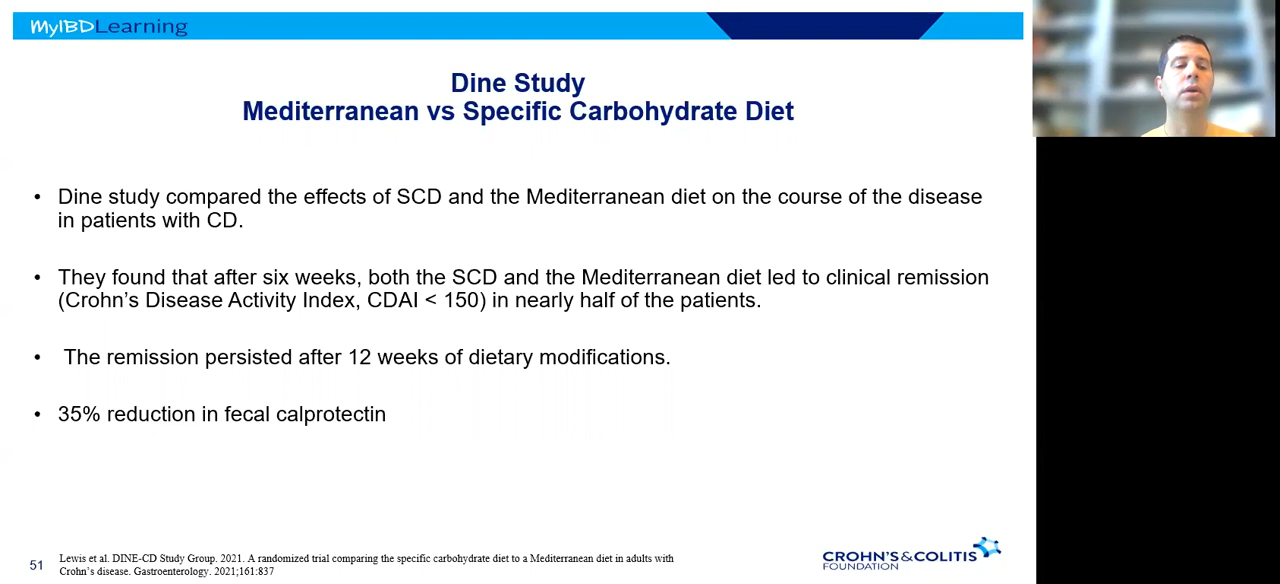 MyIBDLearning
Dine Study
Mediterranean vs Specific Carbohydrate Diet
• Dine study compared the effects of SCD and the Mediterranean diet on the course of the disease
in patients with CD.
• They found that after six weeks, both the SCD and the Mediterranean diet led to clinical remission
(Crohn's Disease Activity Index, CDAI < 150) in nearly half of the patients.
• The remission persisted after 12 weeks of dietary modifications.
• 35% reduction in fecal calprotectin
51
Lewis et al. DINE-CD Study Group. 2021. A randomized trial comparing the specific carbohydrate diet to a Mediterranean diet in adults with
Crohn's disease. Gastroenterology. 2021;161:837
CROHN'S & COLITIS
FOUNDATION